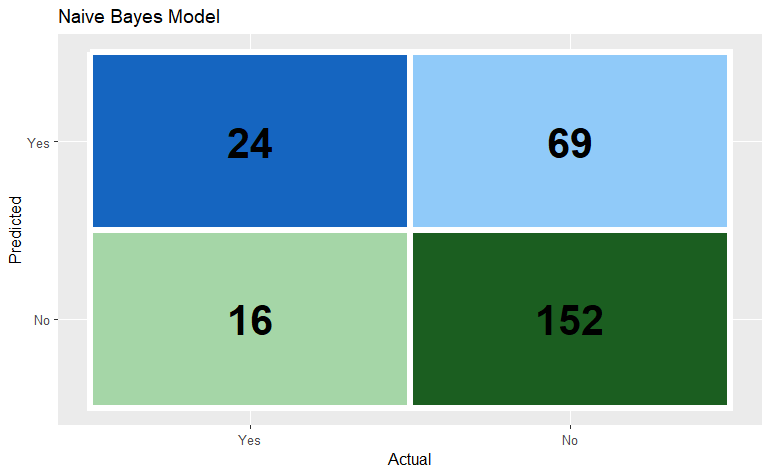 Naive Bayes Model
Yes
24
69
Predicted
No
16
152
Yes
No
Actual